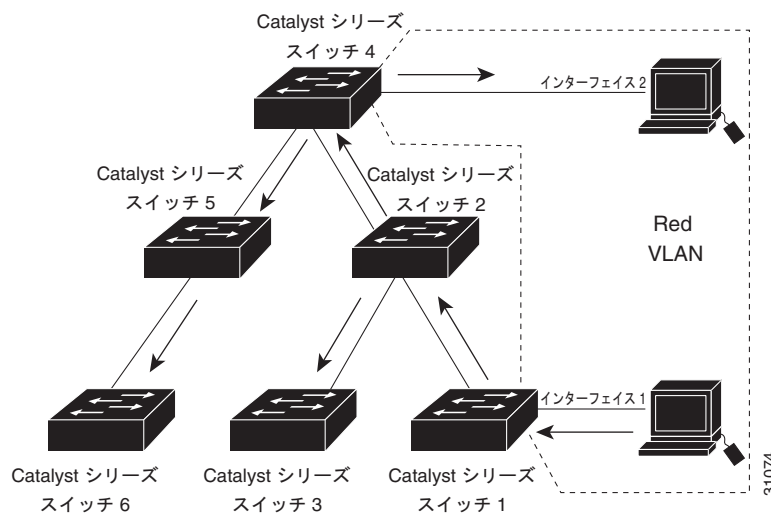 Catalyst シリーズ
スイッチ 4
インターフェイス 2
Catalyst シリーズ
スイッチ 5
Catalyst シリーズ
スイッチ 2
Red
VLAN
インターフェイス 1
Catalyst シリーズ
スイッチ 6
Catalyst シリーズ
スイッチ 3
Catalyst シリーズ
スイッチ 1
31074